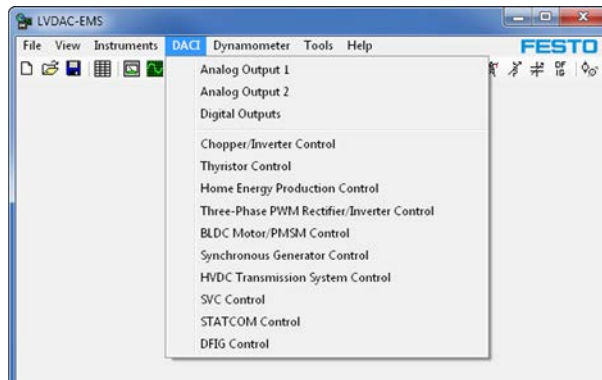 LVDAC-EMS
File View Instruments DACI Dynamometer Tools Help
FESTO
DF
IG
Analog Output 1
Analog Output 2
Digital Outputs
Chopper/Inverter Control
Thyristor Control
Home Energy Production Control
Three-Phase PWM Rectifier/Inverter Control
BLDC Motor/PMSM Control
Synchronous Generator Control
HVDC Transmission System Control
SVC Control
STATCOM Control
DFIG Control